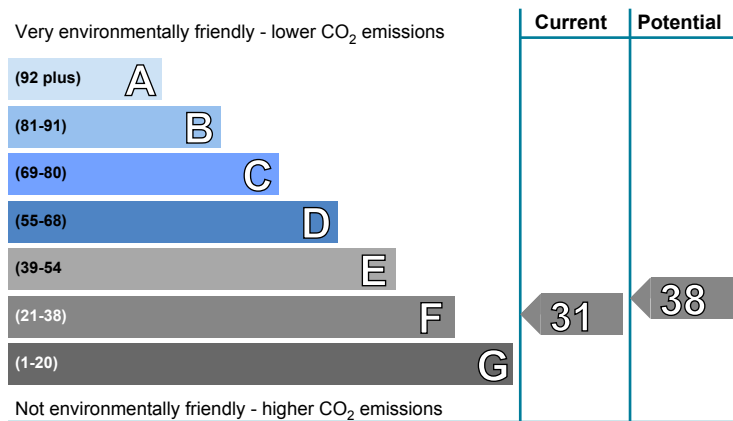 Current Potential
Very environmentally friendly - lower CO₂ emissions
(92 plus) A
(81-91) B
(69-80) C
(55-68) D
(39-54 E
(21-38) F 31 38
(1-20) G
Not environmentally friendly - higher CO₂ emissions